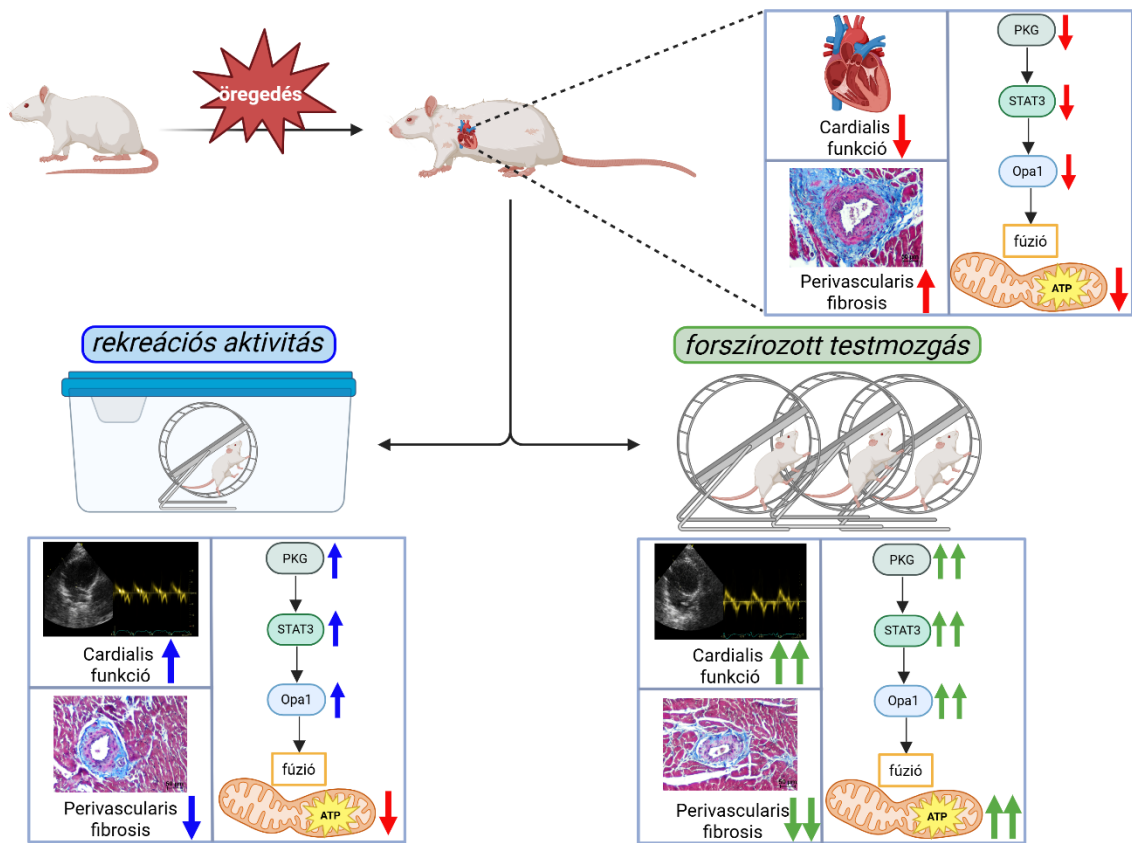 öregedés
Cardialis
funkció
Perivascularis
fibrosis
PKG
STAT3
Opa1
fúzió
ATP
rekreációs aktivitás
forszírozott testmozgás
Cardialis
funkció
Perivascularis
fibrosis
PKG
STAT3
Opa1
fúzió
ATP
Cardialis
funkció
Perivascularis
fibrosis
PKG
STAT3
Opa1
fúzió
ATP